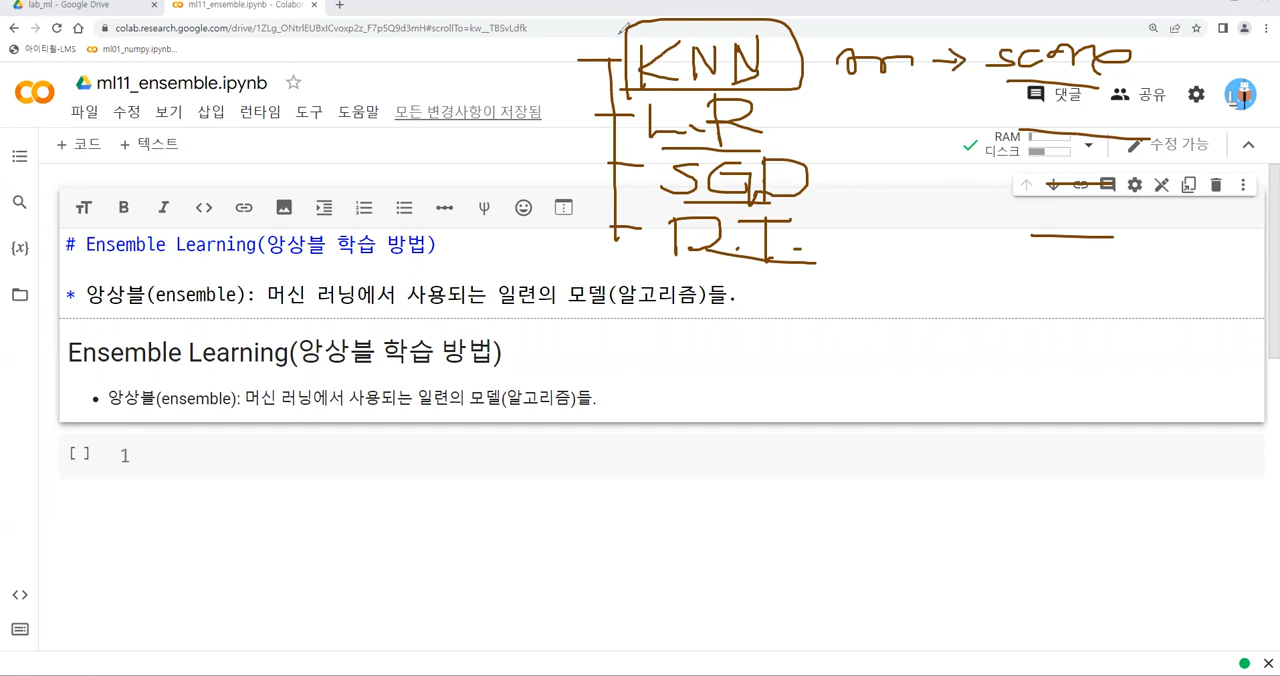 lab_ml - Google Drive
ml11_ensemble.ipynb - Colabo
colab.research.google.com/drive/1ZLg_ONtrIEUBxICvoxp2z_F7p5Q9d3mH#scrollTo=kw__TBSvLdfk
아이티윌-LMS
ml01_numpy.ipynb...
ml11_ensemble.ipynb
파일 수정 보기 삽입 런타임 도구 도움말 모든 변경사항이 저장됨
댓글 공유
+ 코드 + 텍스트
RAM
디스크
수정 가능
KNN → score
L.R
SGD
# Ensemble Learning(앙상블 학습 방법)
* 앙상블(ensemble): 머신 러닝에서 사용되는 일련의 모델(알고리즘)들.
Ensemble Learning(앙상블 학습 방법)
• 앙상블(ensemble): 머신 러닝에서 사용되는 일련의 모델(알고리즘)들.
[ ] 1